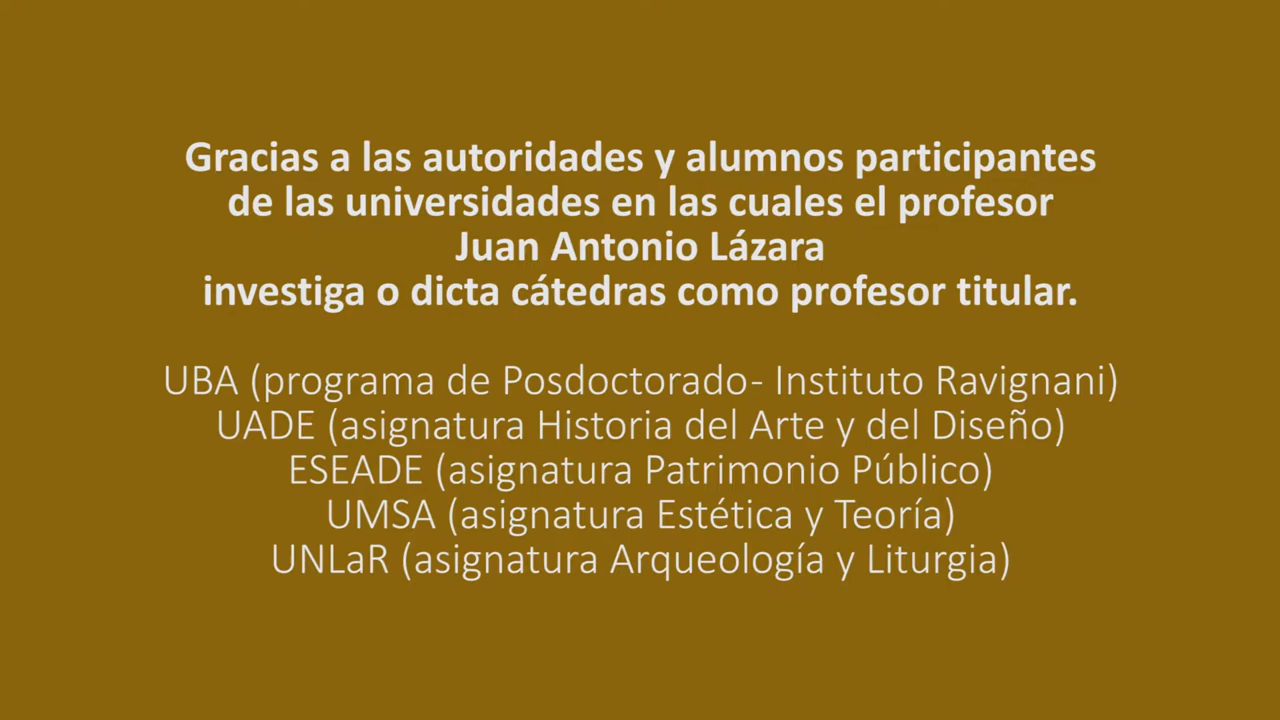 Gracias a las autoridades y alumnos participantes
de las universidades en las cuales el profesor
Juan Antonio Lázara
investiga o dicta cátedras como profesor titular.
UBA (programa de Posdoctorado- Instituto Ravignani)
UADE (asignatura Historia del Arte y del Diseño)
ESEADE (asignatura Patrimonio Público)
UMSA (asignatura Estética y Teoría)
UNLaR (asignatura Arqueología y Liturgia)